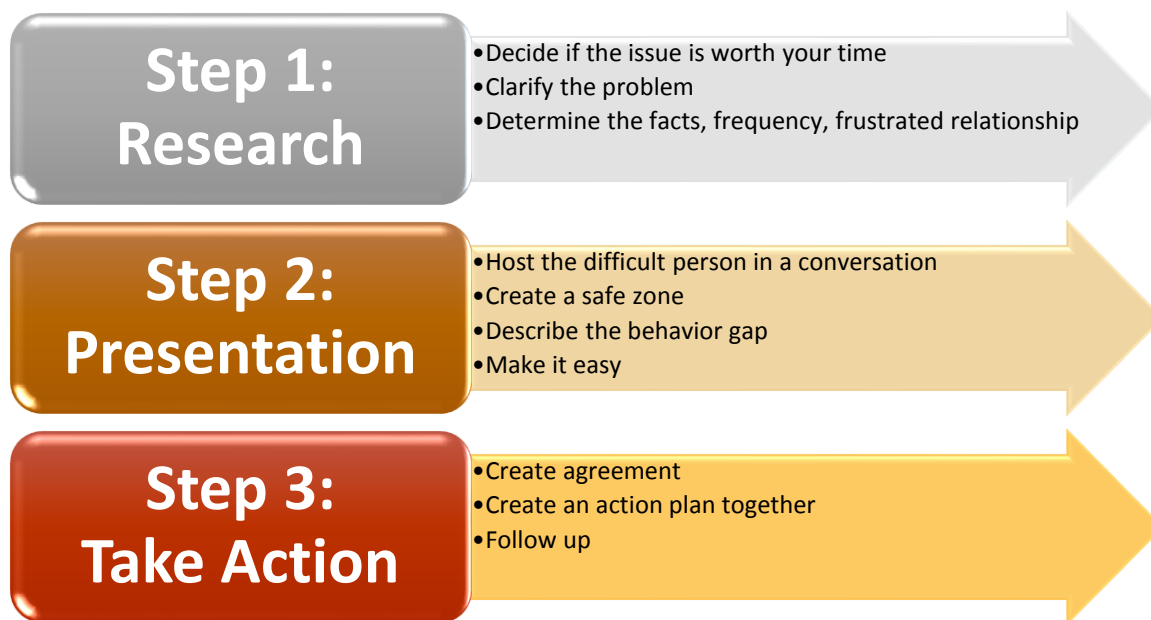 Step 1:
Research
•Decide if the issue is worth your time
•Clarify the problem
•Determine the facts, frequency, frustrated relationship
Step 2:
Presentation
•Host the difficult person in a conversation
•Create a safe zone
•Describe the behavior gap
•Make it easy
Step 3:
Take Action
•Create agreement
•Create an action plan together
•Follow up